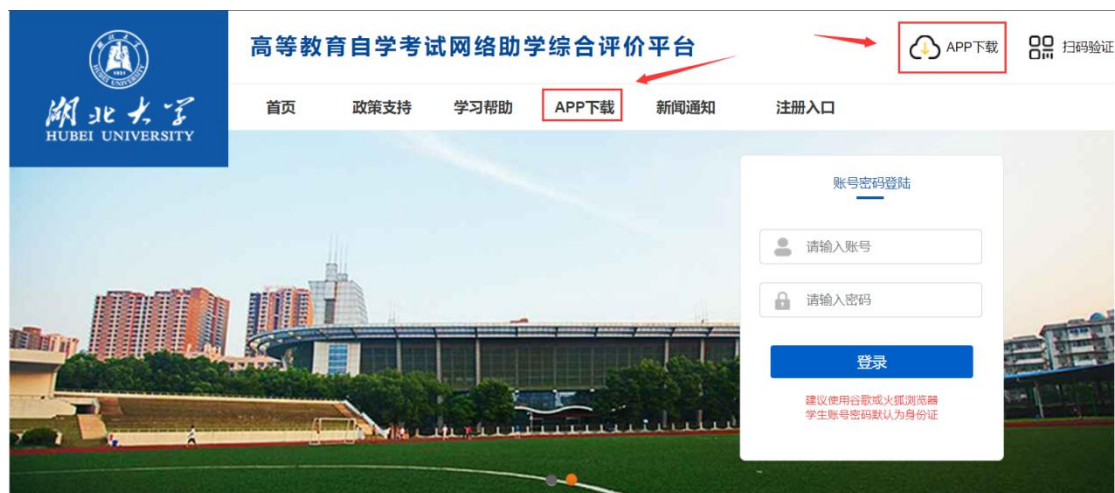 高等教育自学考试网络助学综合评价平台
APP下载
扫码验证
湖北大学
HUBEI UNIVERSITY
首页 政策支持 学习帮助 APP下载 新闻通知 注册入口
账号密码登陆
请输入账号
请输入密码
登录
建议使用谷歌或火狐浏览器
学生账号密码默认为身份证